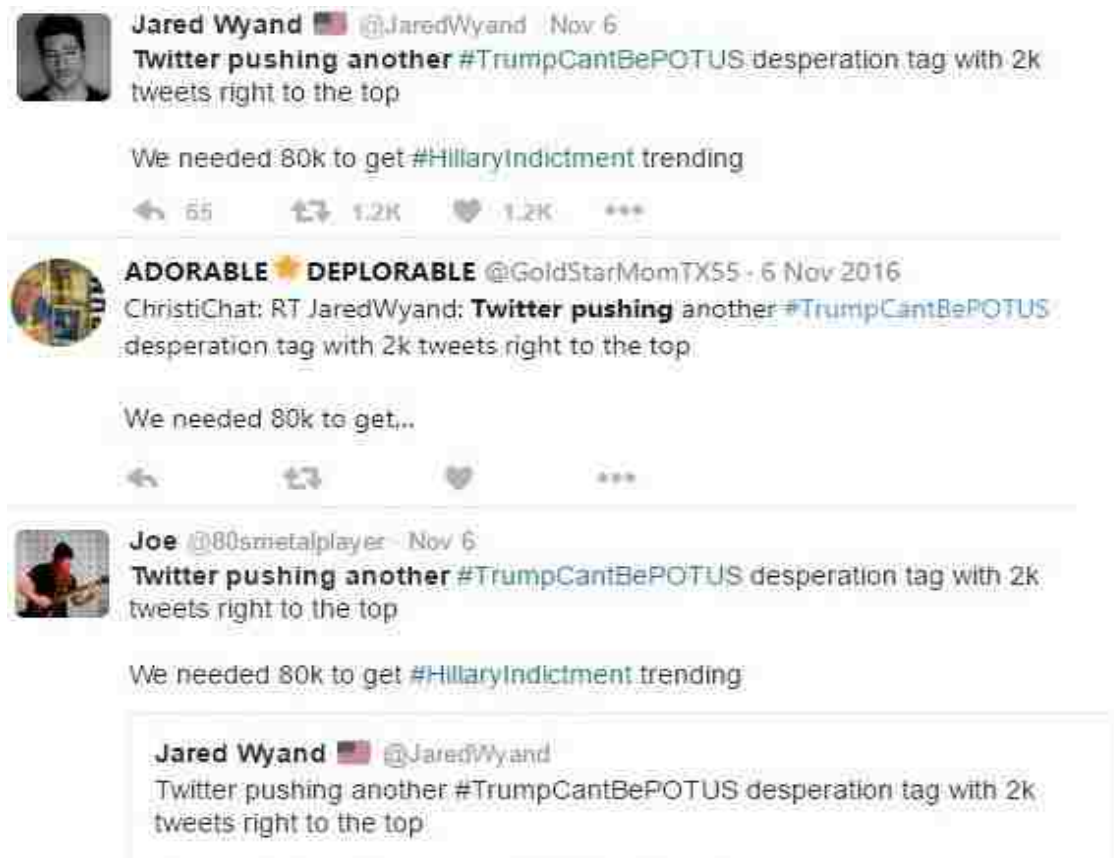 Jared Wyand @JaredWyand · Nov 6
Twitter pushing another #TrumpCantBePOTUS desperation tag with 2k
tweets right to the top
We needed 80k to get #HillaryIndictment trending
1.2K 1.2K
ADORABLE DEPLORABLE @GoldStarMomTX55 · 6 Nov 2016
ChristiChat: RT JaredWyand: Twitter pushing another #TrumpCantBePOTUS
desperation tag with 2k tweets right to the top
We needed 80k to get...
Joe @80smetalplayer · Nov 6
Twitter pushing another #TrumpCantBePOTUS desperation tag with 2k
tweets right to the top
We needed 80k to get #HillaryIndictment trending
Jared Wyand @JaredWyand
Twitter pushing another #TrumpCantBePOTUS desperation tag with 2k
tweets right to the top